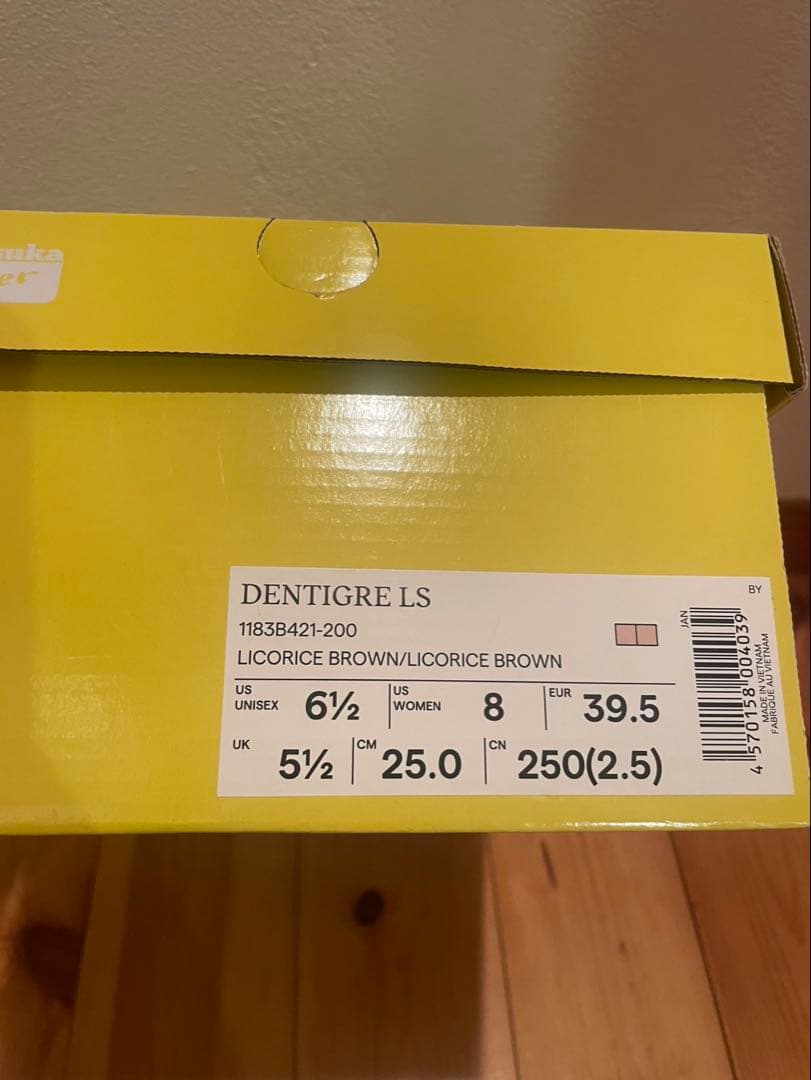 DENTIGRE LS
1183B421-200
LICORICE BROWN/LICORICE BROWN
US UNISEX 6½ US WOMEN 8 EUR 39.5
UK 5½ CM 25.0 CN 250(2.5)
BY
JAN
4 570158 004039
MADE IN VIETNAM
FABRIQUE AU VIETNAM